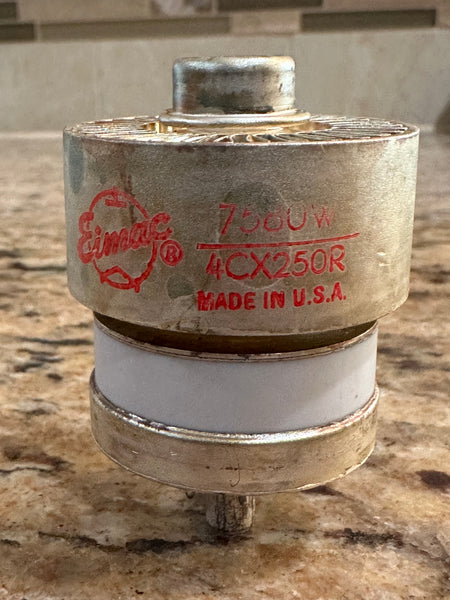 Eimac ®
7580W
4CX250R
MADE IN U.S.A.